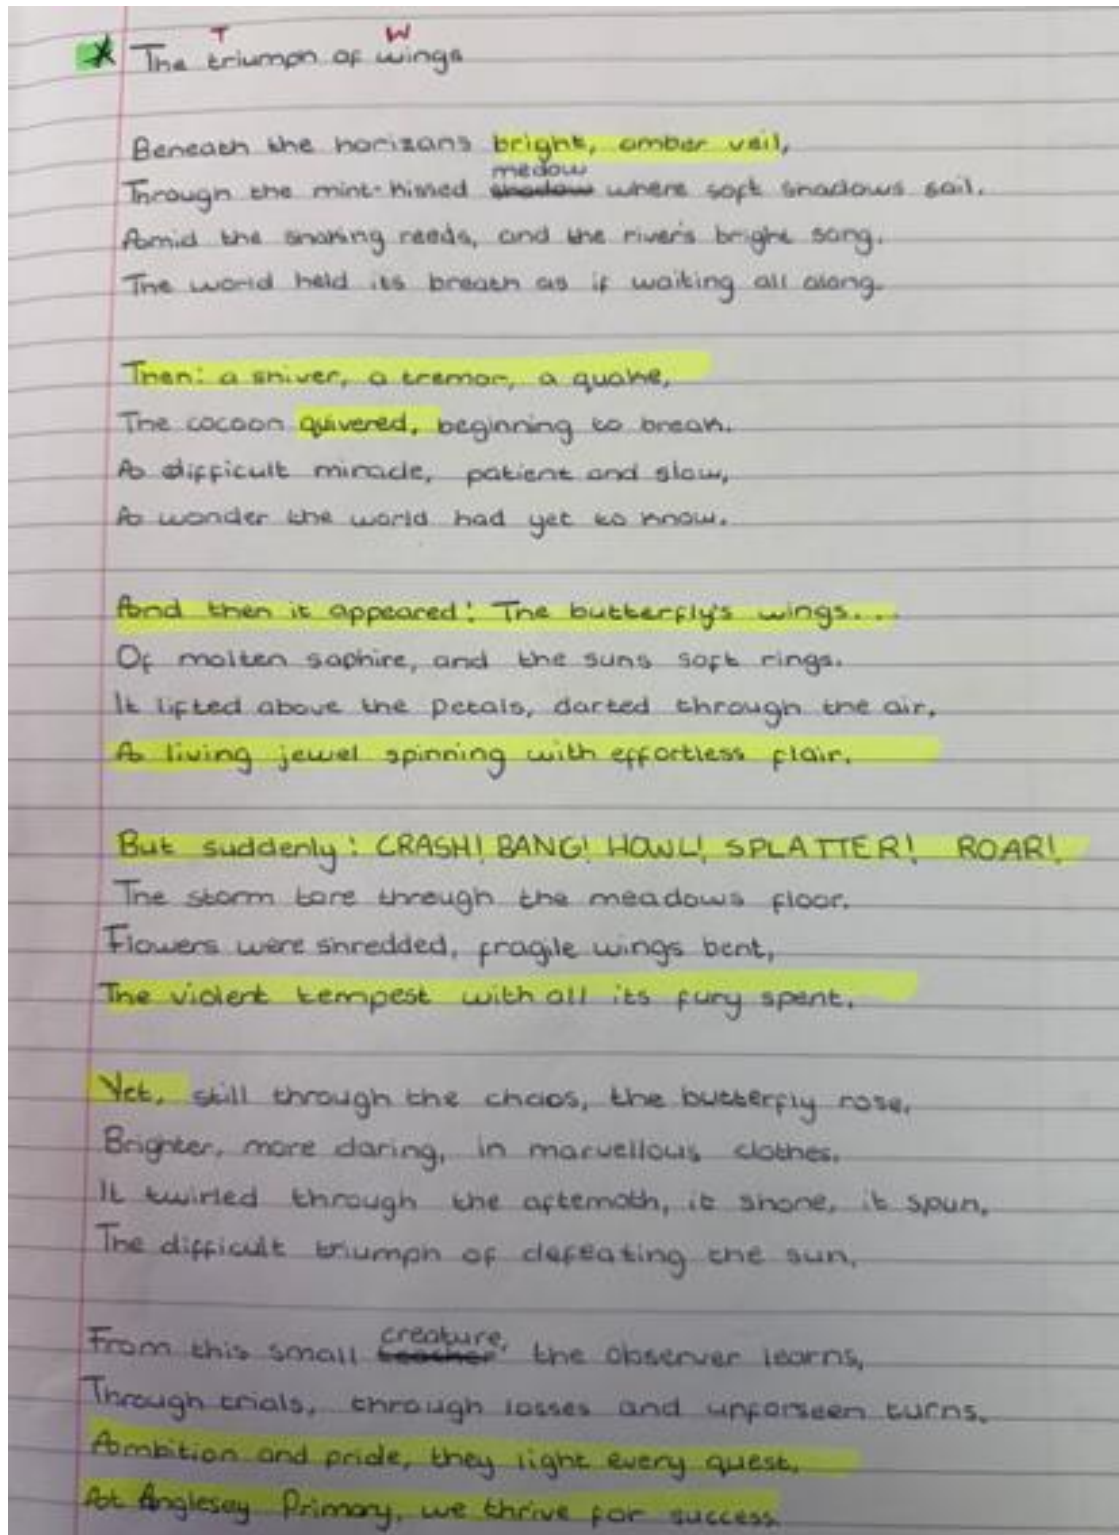 The triumph of wings
T W
Beneath the horizans bright, amber veil,
Through the mint-kissed medow where soft shadows sail.
Amid the shaking reeds, and the river's bright song.
The world held its breath as if waiting all along.
Then: a shiver, a tremor, a quake,
The cocoon quivered, beginning to break.
A difficult miracle, patient and slow,
A wonder the world had yet to know.
And then it appeared! The butterfly's wings...
Of molten saphire, and the suns soft rings.
It lifted above the petals, darted through the air,
A living jewel spinning with effortless flair.
But suddenly: CRASH! BANG! HOWL! SPLATTER! ROAR!
The storm tore through the meadows floor.
Flowers were shredded, fragile wings bent,
The violent tempest with all its fury spent.
Yet, still through the chaos, the butterfly rose,
Brighter, more daring, in marvellous clothes.
It twirled through the aftemath, it shone, it spun,
The difficult triumph of defeating the sun.
From this small creature, the observer learns,
Through trials, through losses and unforseen turns.
Ambition and pride, they light every quest,
At Anglesey Primary, we thrive for success.